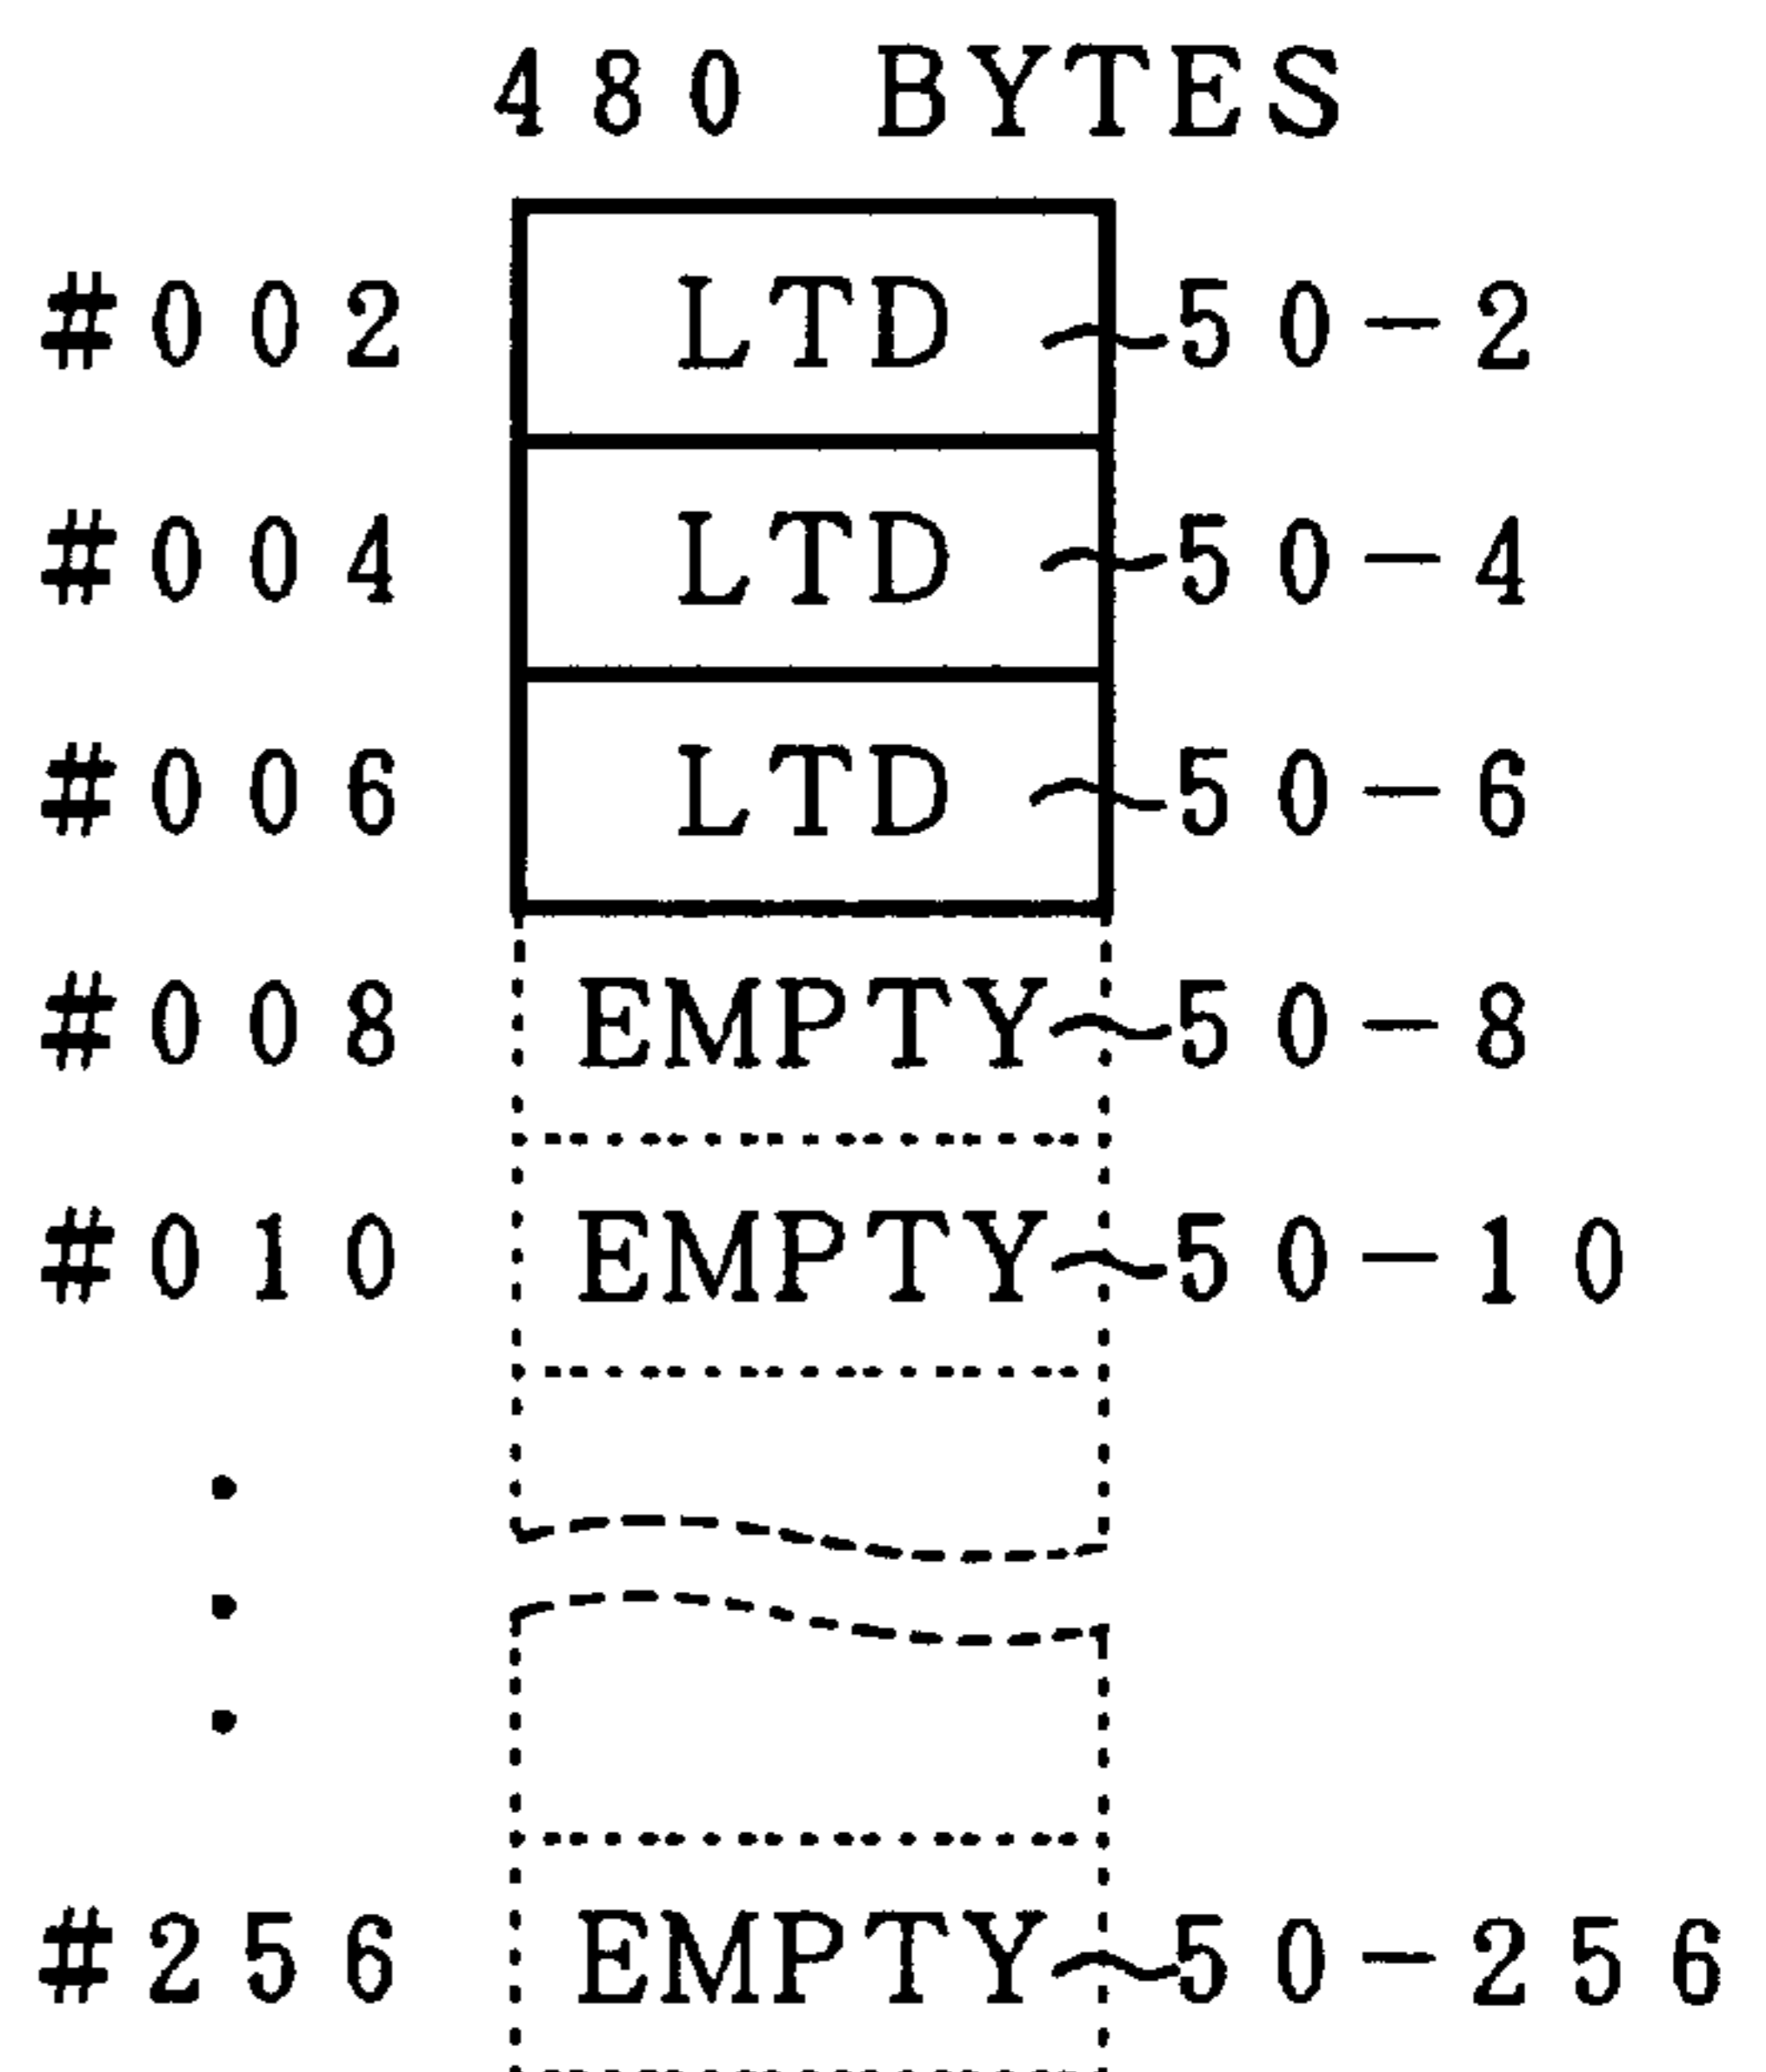 480 BYTES
#002 LTD 50-2
#004 LTD 50-4
#006 LTD 50-6
#008 EMPTY 50-8
#010 EMPTY 50-10
#256 EMPTY 50-256